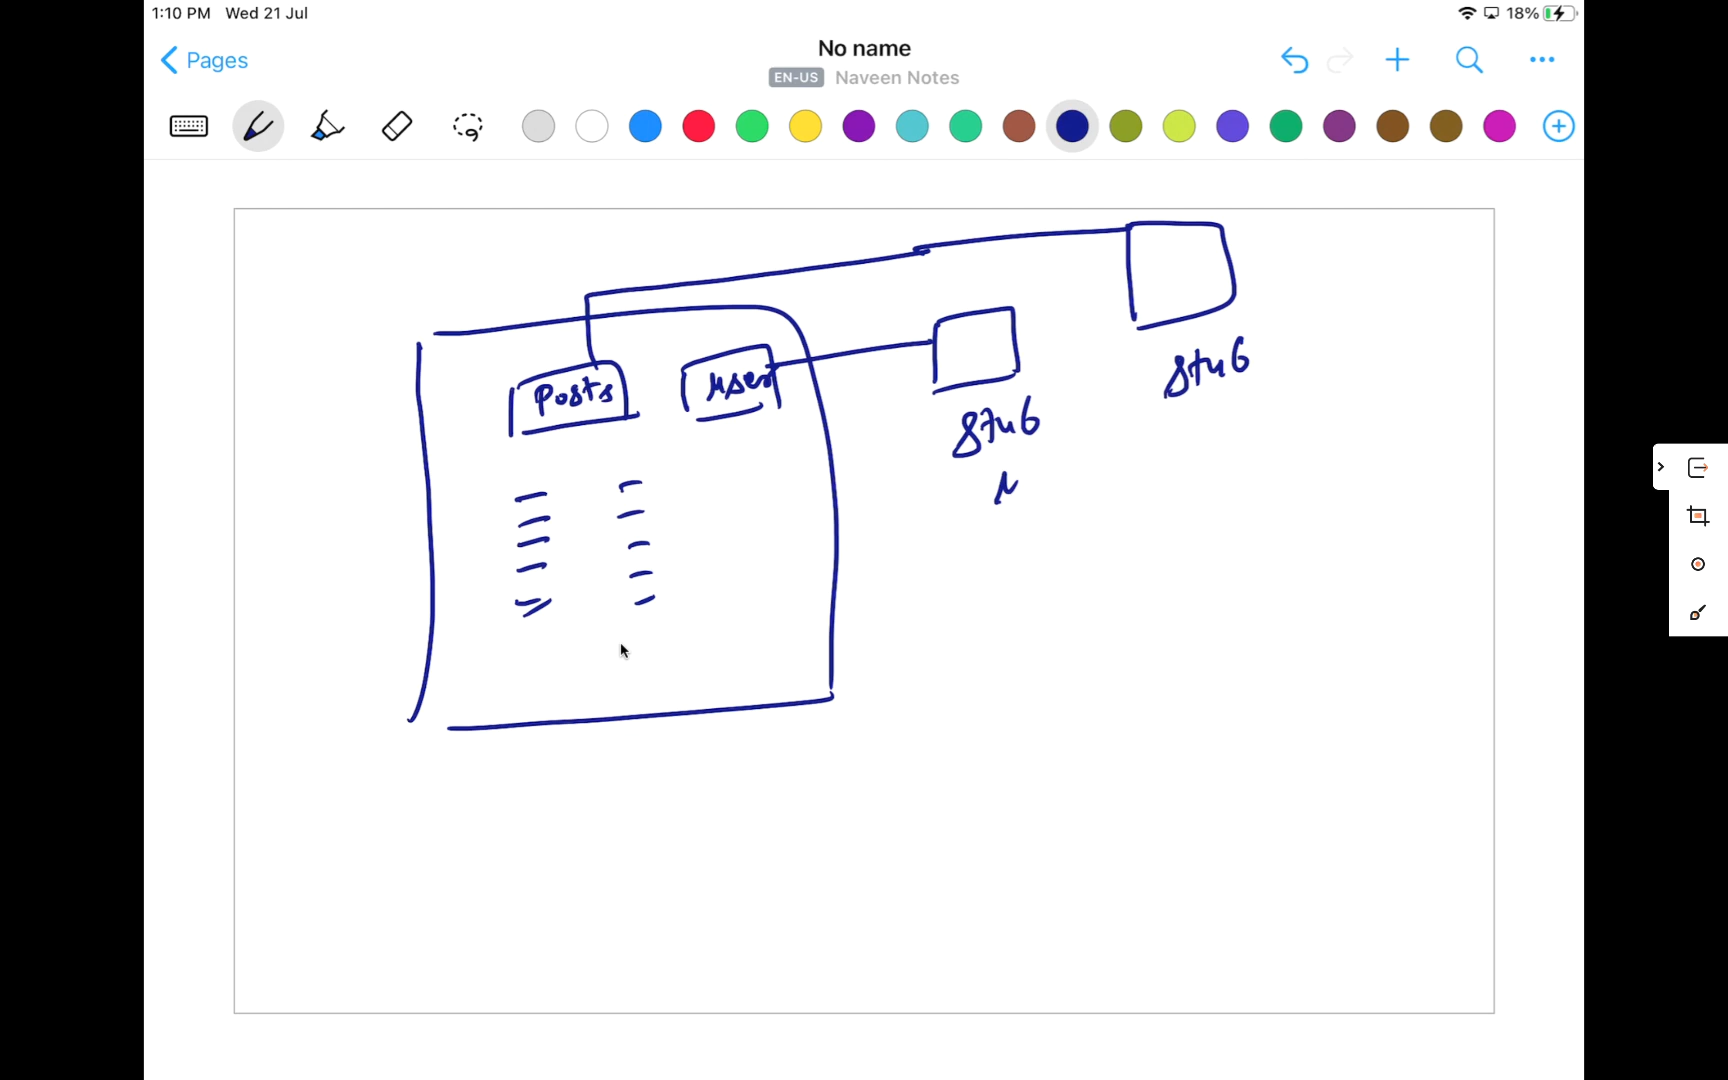 1:10 PM Wed 21 Jul
18%
Pages
No name
EN-US Naveen Notes
Posts
user
Stub
Stub
u